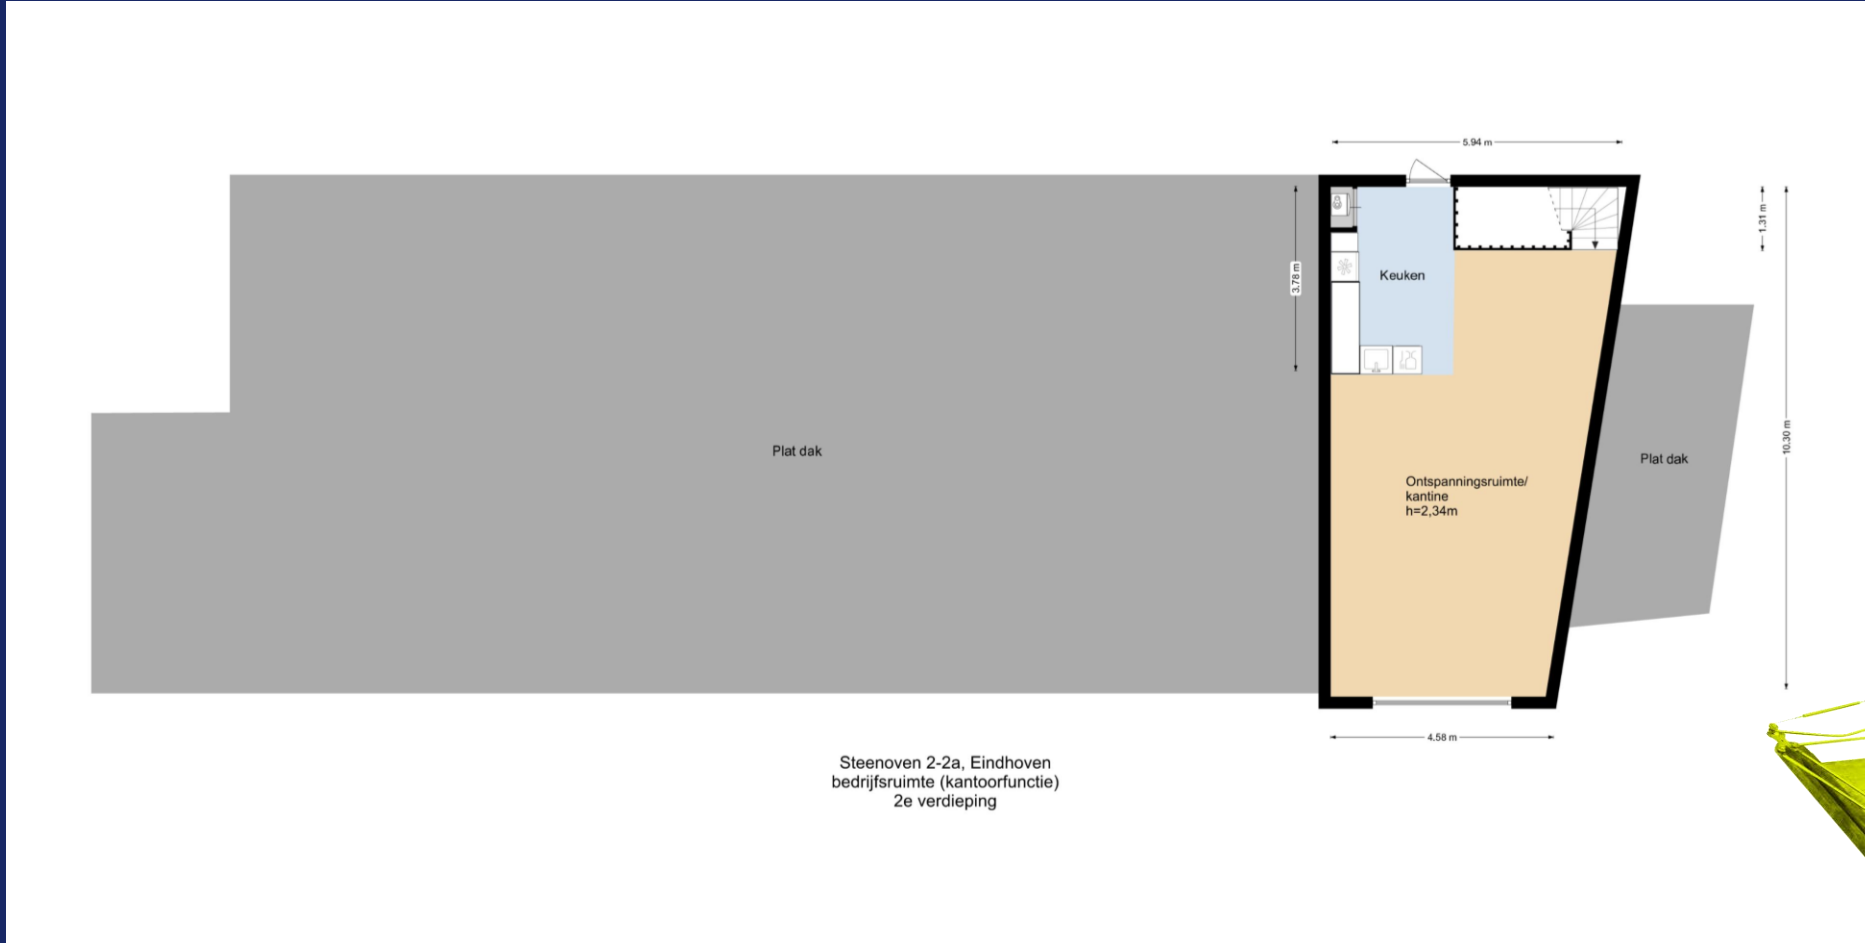 5.94 m
1.31 m
3.78 m
Keuken
10.30 m
Plat dak
Plat dak
Ontspanningsruimte/
kantine
h=2,34m
4.58 m
Steenoven 2-2a, Eindhoven
bedrijfsruimte (kantoorfunctie)
2e verdieping